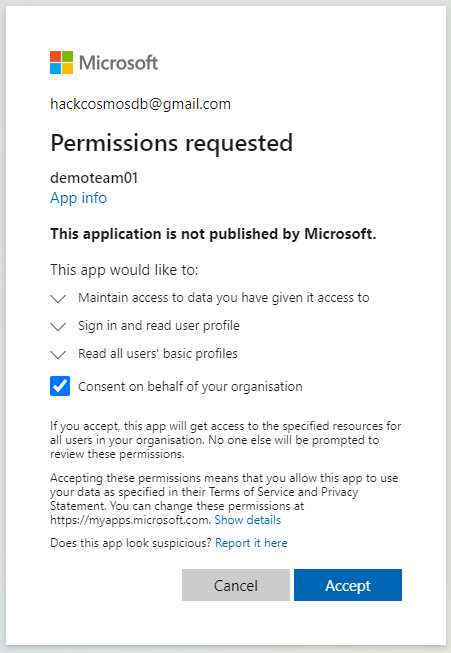 Microsoft
hackcosmosdb@gmail.com
Permissions requested
demoteam01
App info
This application is not published by Microsoft.
This app would like to:
Maintain access to data you have given it access to
Sign in and read user profile
Read all users' basic profiles
Consent on behalf of your organisation
If you accept, this app will get access to the specified resources for
all users in your organisation. No one else will be prompted to
review these permissions.
Accepting these permissions means that you allow this app to use
your data as specified in their Terms of Service and Privacy
Statement. You can change these permissions at
https://myapps.microsoft.com. Show details
Does this app look suspicious? Report it here
Cancel Accept